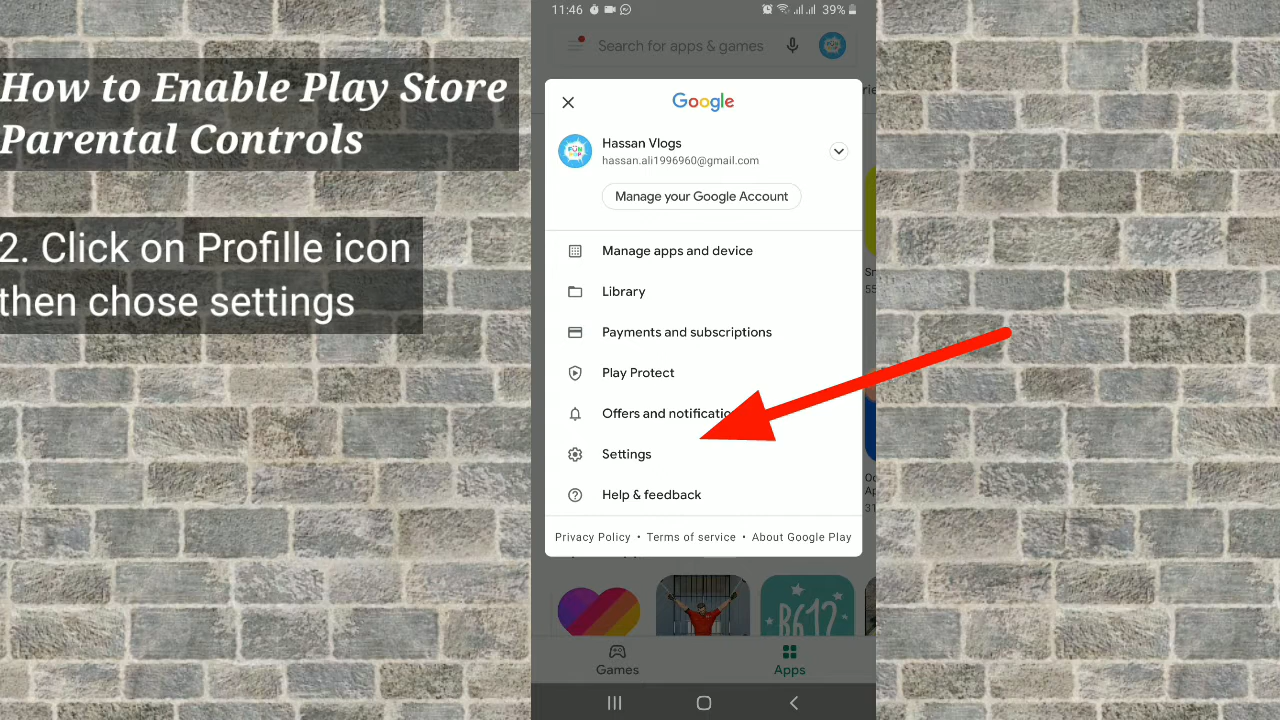 How to Enable Play Store
Parental Controls
2. Click on Profille icon
then chose settings
11:46
39%
Search for apps & games
Google
Hassan Vlogs
hassan.ali1996960@gmail.com
Manage your Google Account
Manage apps and device
Library
Payments and subscriptions
Play Protect
Offers and notificatio
Settings
Help & feedback
Privacy Policy • Terms of service • About Google Play
B612
Games
Apps